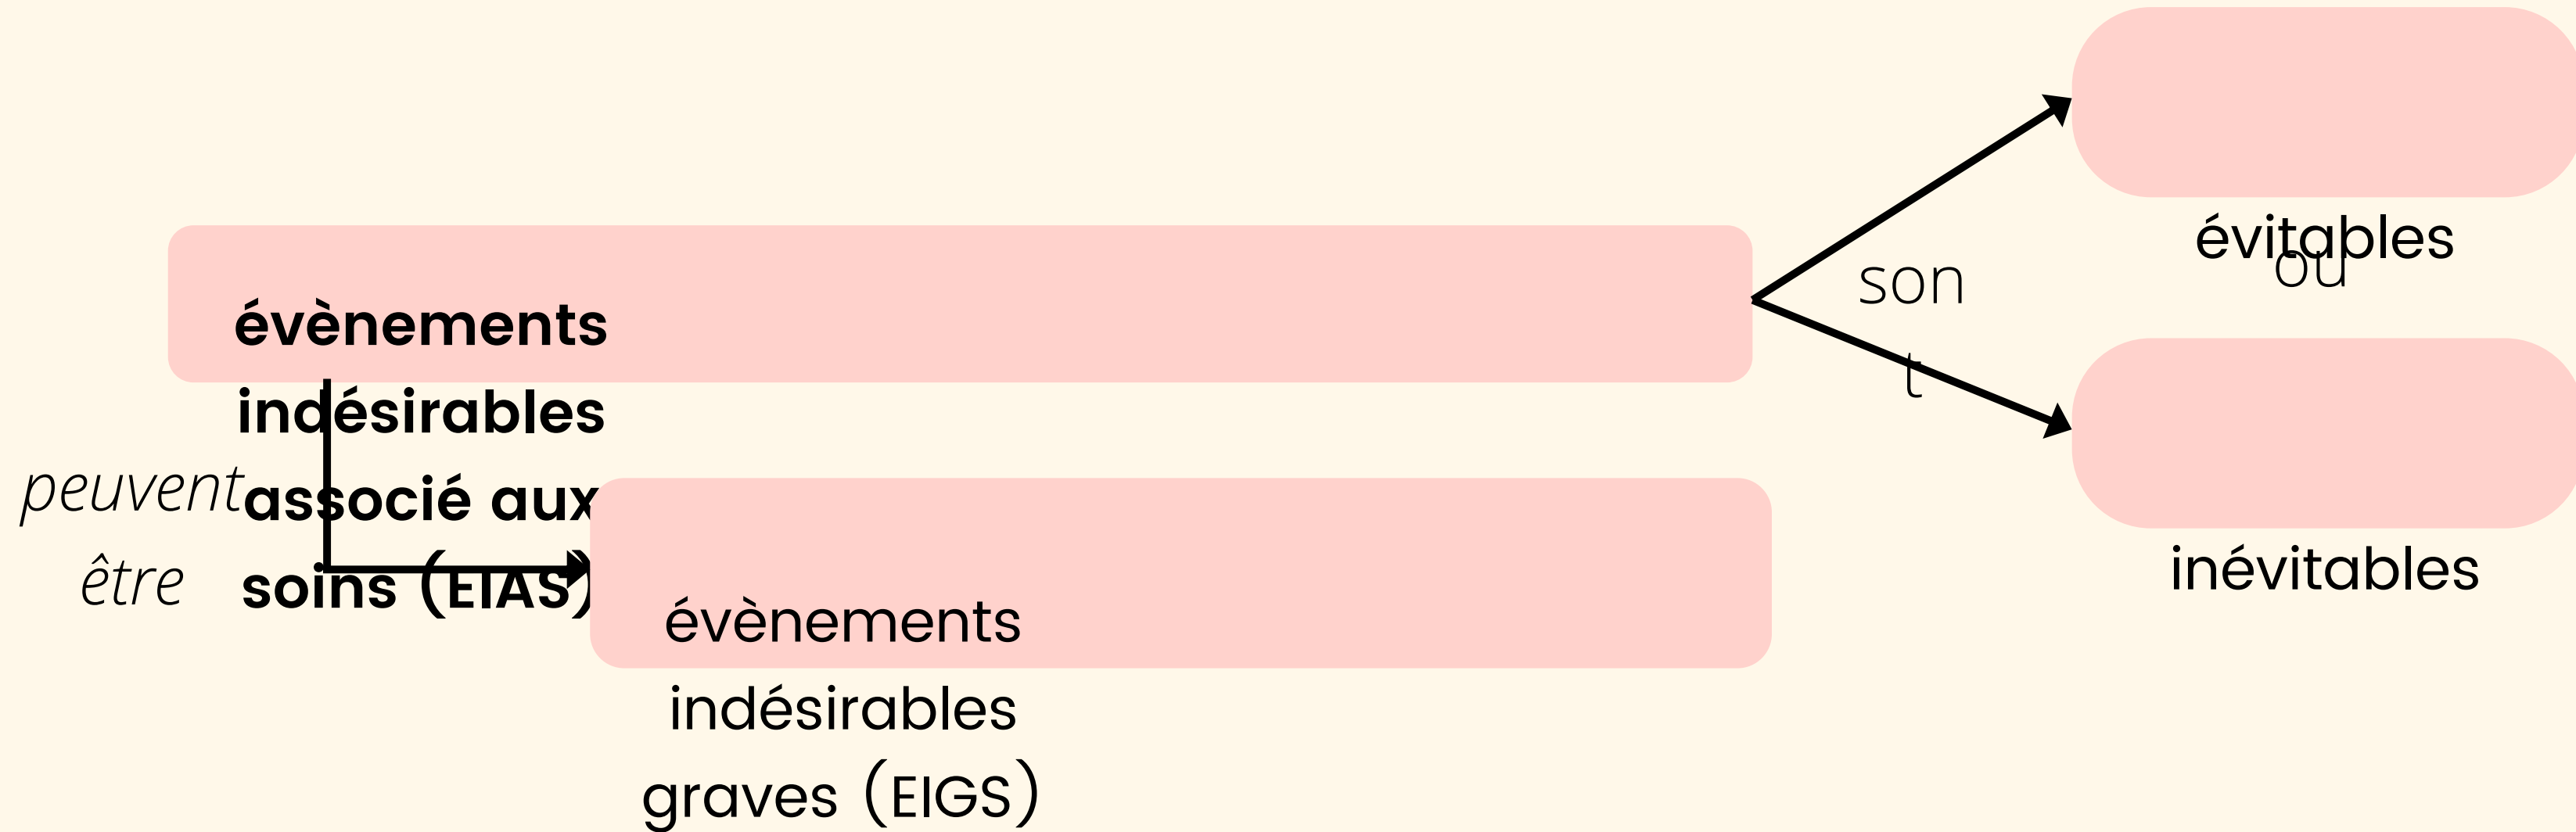 évènements
indésirables
associé aux
soins (EIAS)
peuvent
être
évènements
indésirables
graves (EIGS)
son
t
évitables
ou
inévitables